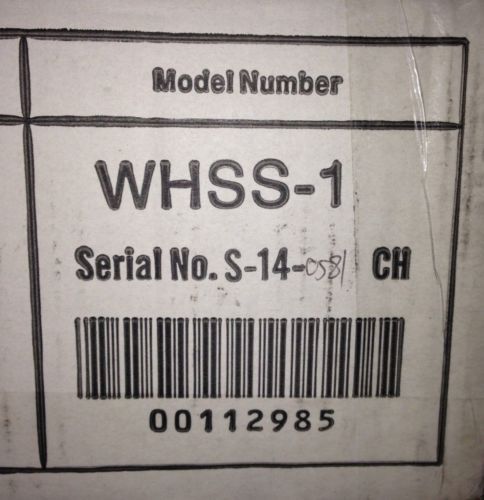 Model Number
WHSS-1
Serial No. S-14-0581 CH
00112985